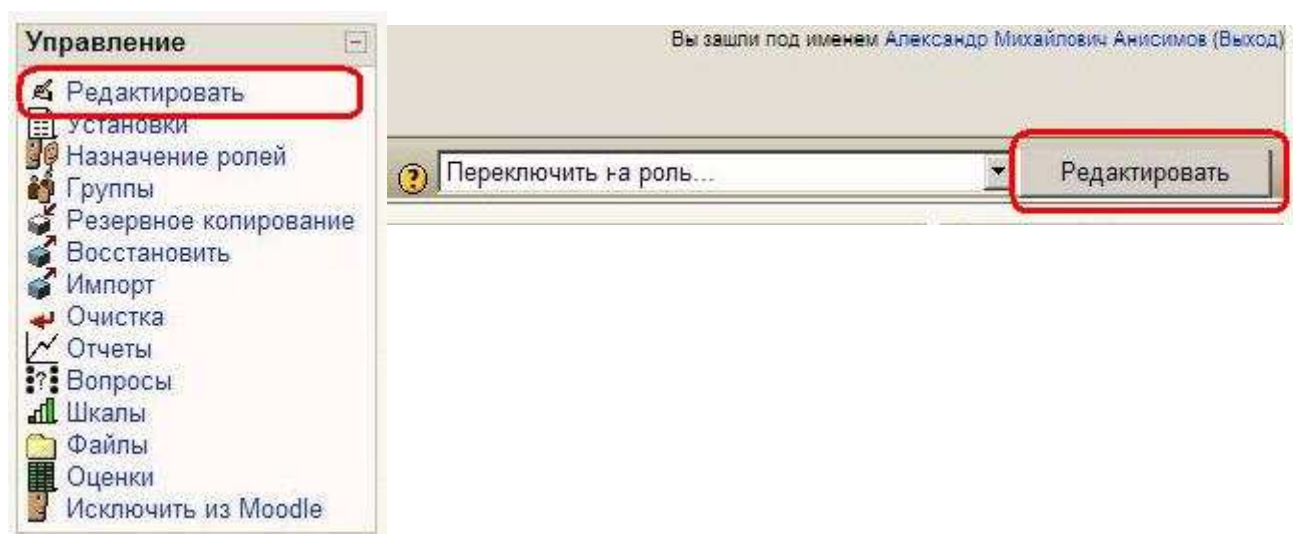 Управление
Редактировать
Установки
Назначение ролей
Группы
Резервное копирование
Восстановить
Импорт
Очистка
Отчеты
Вопросы
Шкалы
Файлы
Оценки
Исключить из Moodle
Вы зашли под именем Александр Михайлович Анисимов (Выход)
Переключить на роль...
Редактировать